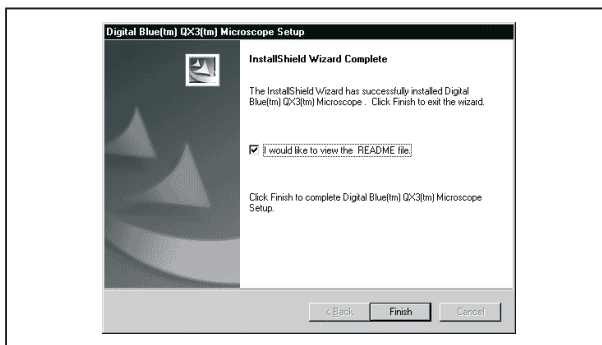 Digital Blue(tm) QX3(tm) Microscope Setup
InstallShield Wizard Complete
The InstallShield Wizard has successfully installed Digital
Blue(tm) QX3(tm) Microscope . Click Finish to exit the wizard.
I would like to view the README file.
Click Finish to complete Digital Blue(tm) QX3(tm) Microscope
Setup.
< Back
Finish
Cancel